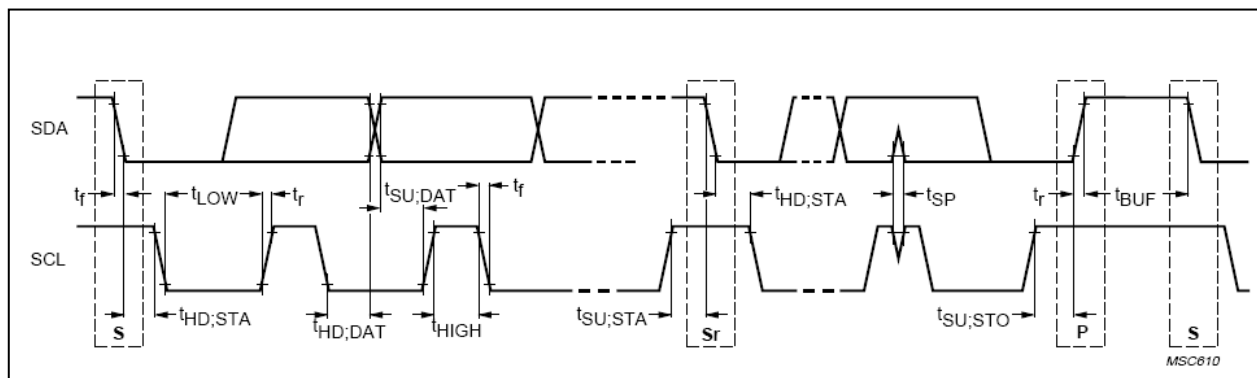 SDA
t_f t_LOW t_r t_SU;DAT t_f t_HD;STA t_SP t_r t_BUF
SCL
t_HD;STA t_HD;DAT t_HIGH t_SU;STA t_SU;STO
S Sr P S
MSC610